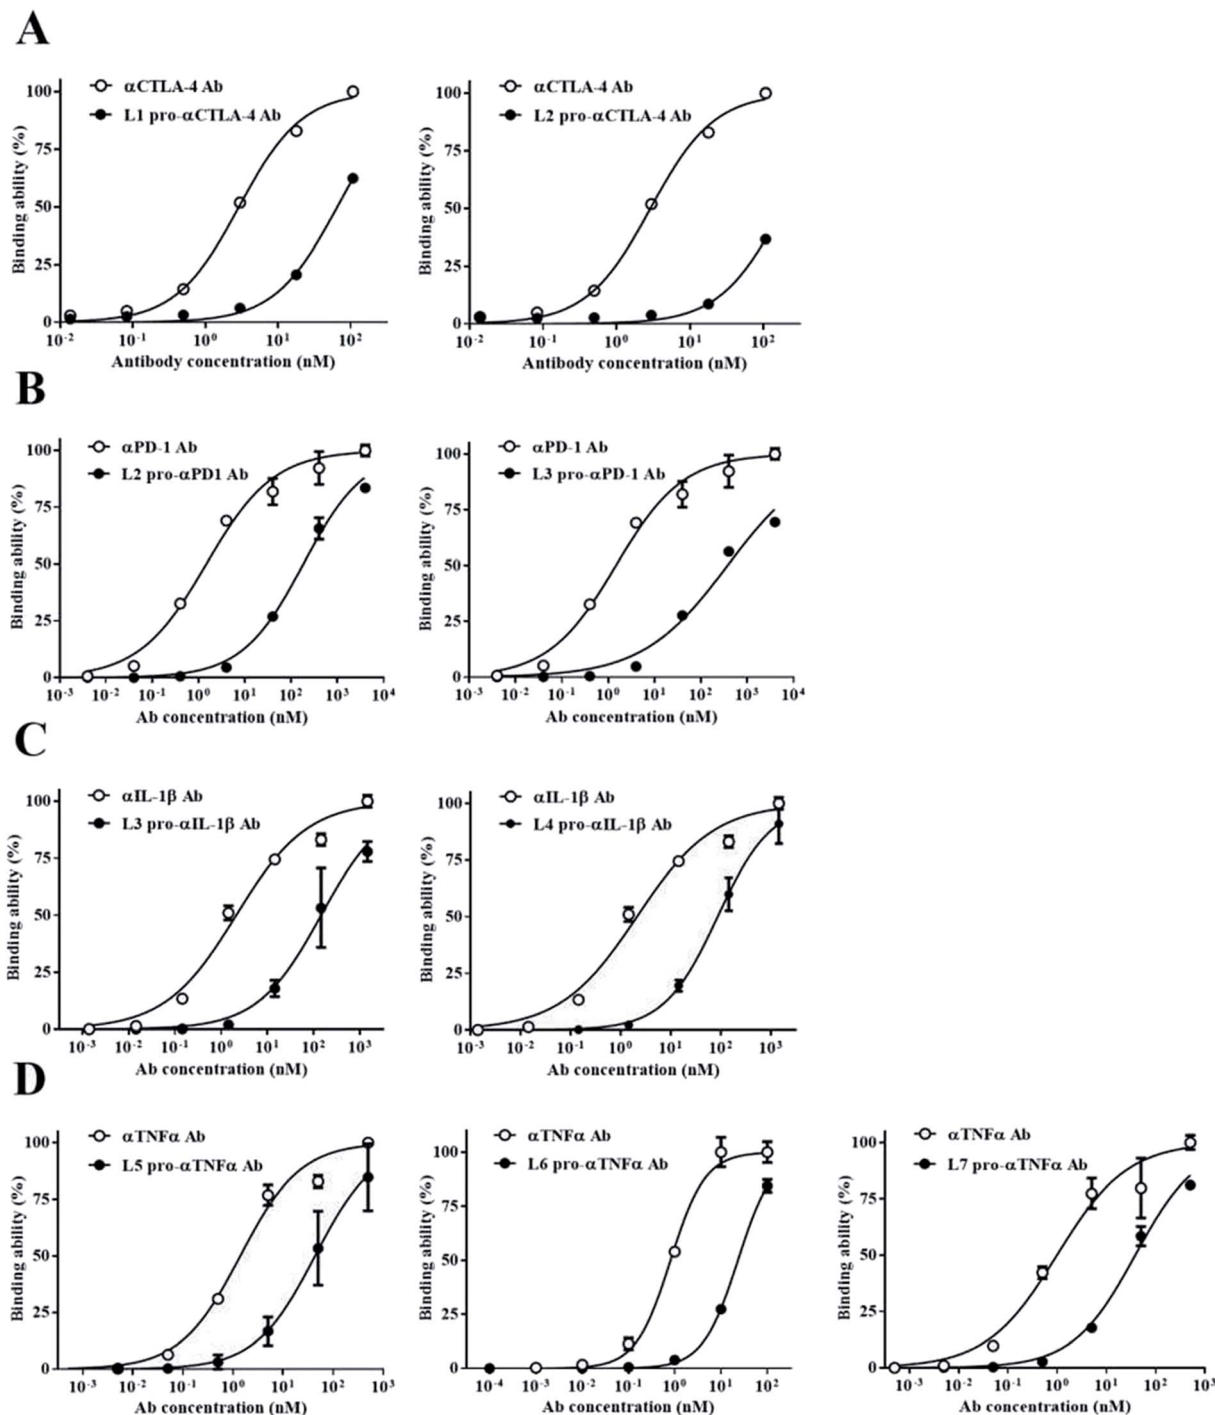 A
αCTLA-4 Ab
L1 pro-αCTLA-4 Ab
Binding ability (%)
100
75
50
25
0
10-2 10-1 100 101 102
Antibody concentration (nM)
αCTLA-4 Ab
L2 pro-αCTLA-4 Ab
Binding ability (%)
100
75
50
25
0
10-2 10-1 100 101 102
Antibody concentration (nM)
B
αPD-1 Ab
L2 pro-αPD1 Ab
Binding ability (%)
100
75
50
25
0
10-3 10-2 10-1 100 101 102 103 104
Ab concentration (nM)
αPD-1 Ab
L3 pro-αPD-1 Ab
Binding ability (%)
100
75
50
25
0
10-3 10-2 10-1 100 101 102 103 104
Ab concentration (nM)
C
αIL-1β Ab
L3 pro-αIL-1β Ab
Binding ability (%)
100
75
50
25
0
10-3 10-2 10-1 100 101 102 103
Ab concentration (nM)
αIL-1β Ab
L4 pro-αIL-1β Ab
Binding ability (%)
100
75
50
25
0
10-3 10-2 10-1 100 101 102 103
Ab concentration (nM)
D
αTNFα Ab
L5 pro-αTNFα Ab
Binding ability (%)
100
75
50
25
0
10-3 10-2 10-1 100 101 102 103
Ab concentration (nM)
αTNFα Ab
L6 pro-αTNFα Ab
Binding ability (%)
100
75
50
25
0
10-4 10-3 10-2 10-1 100 101 102
Ab concentration (nM)
αTNFα Ab
L7 pro-αTNFα Ab
Binding ability (%)
100
75
50
25
0
10-3 10-2 10-1 100 101 102 103
Ab concentration (nM)